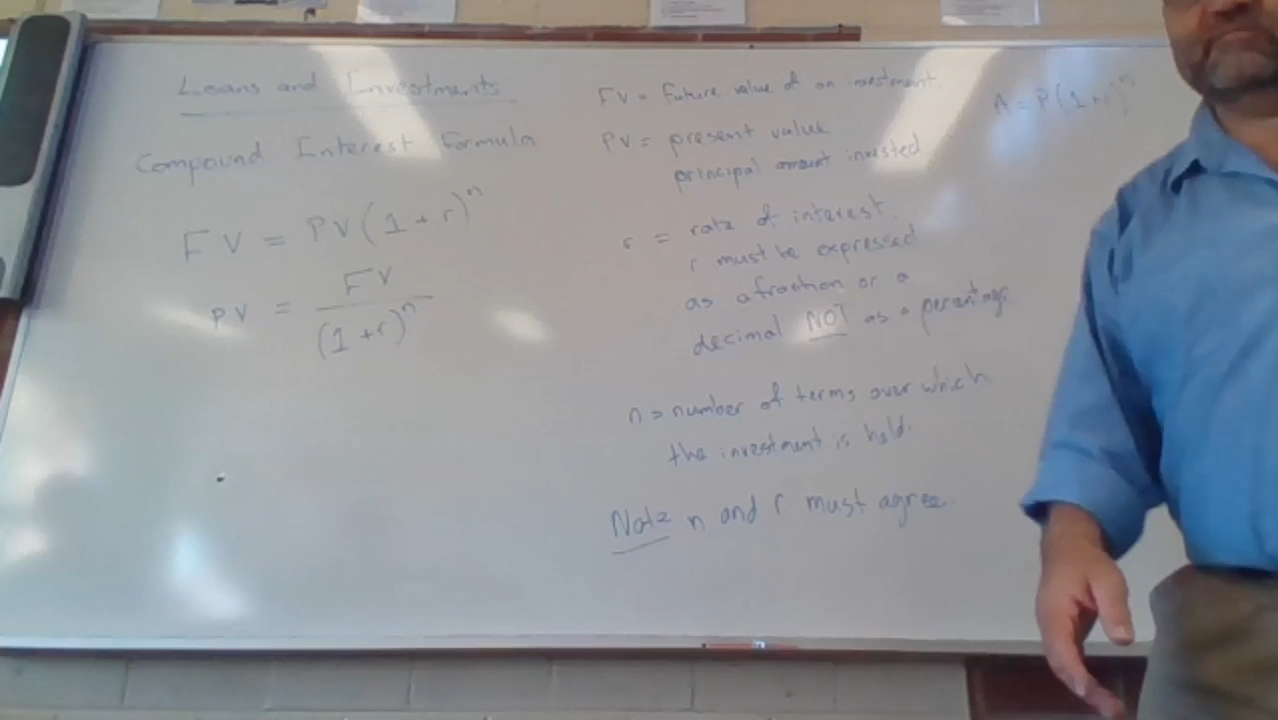 Loans and Investments
Compound Interest Formula
FV = PV(1 + r)^n
PV = FV / (1 + r)^n
FV = Future value of an investment.
PV = present value
principal amount invested
r = rate of interest.
r must be expressed
as a fraction or a
decimal NOT as a percentage.
n = number of terms over which
the investment is held.
Note n and r must agree.
A = P(1 + r)^n